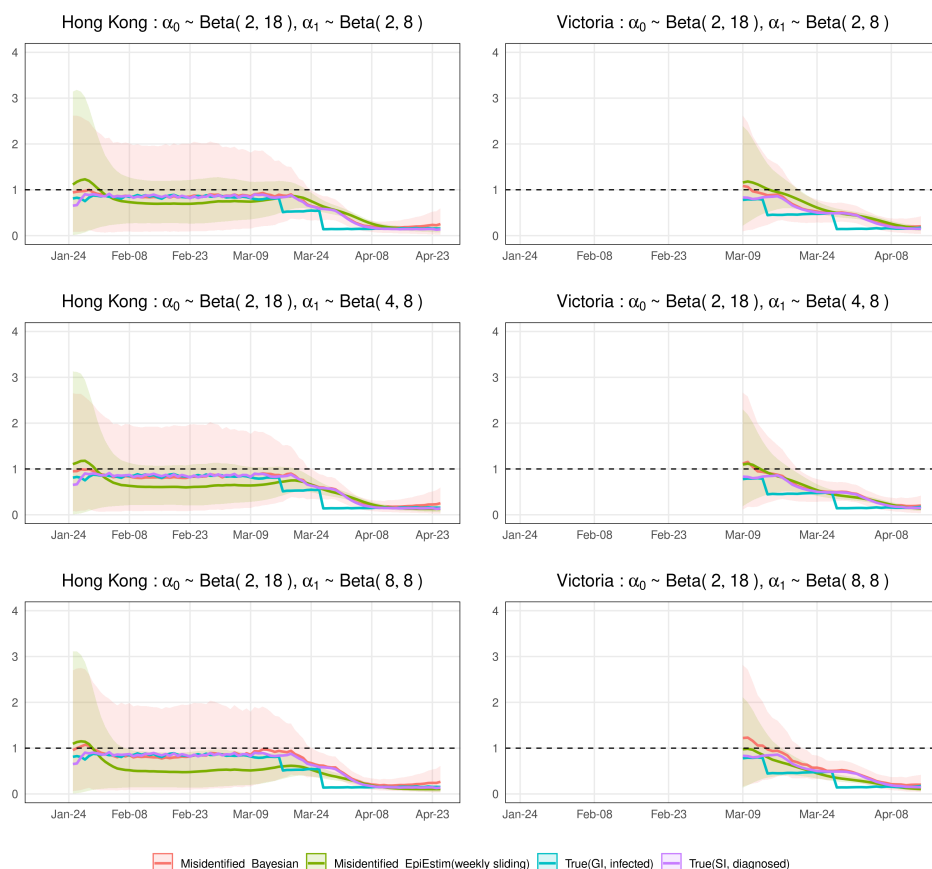 Hong Kong : α0 ~ Beta( 2, 18 ), α1 ~ Beta( 2, 8 )
Victoria : α0 ~ Beta( 2, 18 ), α1 ~ Beta( 2, 8 )
4
3
2
1
0
Jan-24 Feb-08 Feb-23 Mar-09 Mar-24 Apr-08 Apr-23
4
3
2
1
0
Jan-24 Feb-08 Feb-23 Mar-09 Mar-24 Apr-08
Hong Kong : α0 ~ Beta( 2, 18 ), α1 ~ Beta( 4, 8 )
Victoria : α0 ~ Beta( 2, 18 ), α1 ~ Beta( 4, 8 )
4
3
2
1
0
Jan-24 Feb-08 Feb-23 Mar-09 Mar-24 Apr-08 Apr-23
4
3
2
1
0
Jan-24 Feb-08 Feb-23 Mar-09 Mar-24 Apr-08
Hong Kong : α0 ~ Beta( 2, 18 ), α1 ~ Beta( 8, 8 )
Victoria : α0 ~ Beta( 2, 18 ), α1 ~ Beta( 8, 8 )
4
3
2
1
0
Jan-24 Feb-08 Feb-23 Mar-09 Mar-24 Apr-08 Apr-23
4
3
2
1
0
Jan-24 Feb-08 Feb-23 Mar-09 Mar-24 Apr-08
Misidentified Bayesian Misidentified EpiEstim(weekly sliding) True(GI, infected) True(SI, diagnosed)